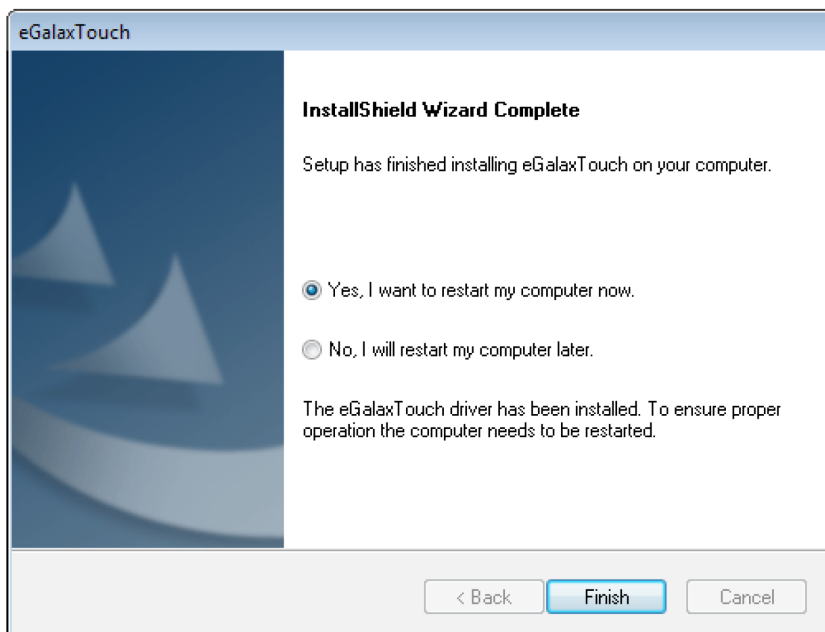 eGalaxTouch
InstallShield Wizard Complete
Setup has finished installing eGalaxTouch on your computer.
Yes, I want to restart my computer now.
No, I will restart my computer later.
The eGalaxTouch driver has been installed. To ensure proper
operation the computer needs to be restarted.
< Back Finish Cancel